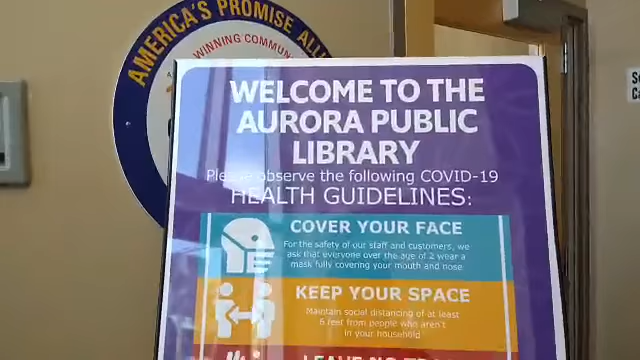 AMERICA'S PROMISE ALLI
WINNING COMMUN
WELCOME TO THE
AURORA PUBLIC
LIBRARY
Please observe the following COVID-19
HEALTH GUIDELINES:
COVER YOUR FACE
For the safety of our staff and customers, we
ask that everyone over the age of 2 wear a
mask fully covering your mouth and nose
KEEP YOUR SPACE
Maintain social distancing of at least
6 feet from people who aren't
in your household
LEAVE NO